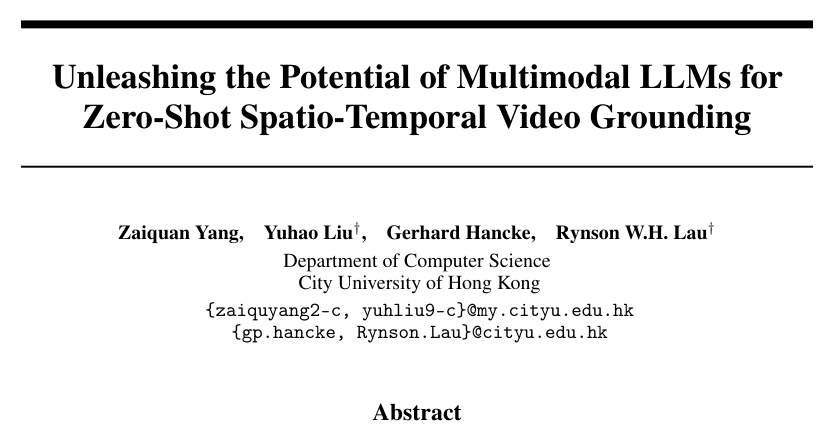 Unleashing the Potential of Multimodal LLMs for
Zero-Shot Spatio-Temporal Video Grounding
Zaiquan Yang, Yuhao Liu†, Gerhard Hancke, Rynson W.H. Lau†
Department of Computer Science
City University of Hong Kong
{zaiquyang2-c, yuhliu9-c}@my.cityu.edu.hk
{gp.hancke, Rynson.Lau}@cityu.edu.hk
Abstract